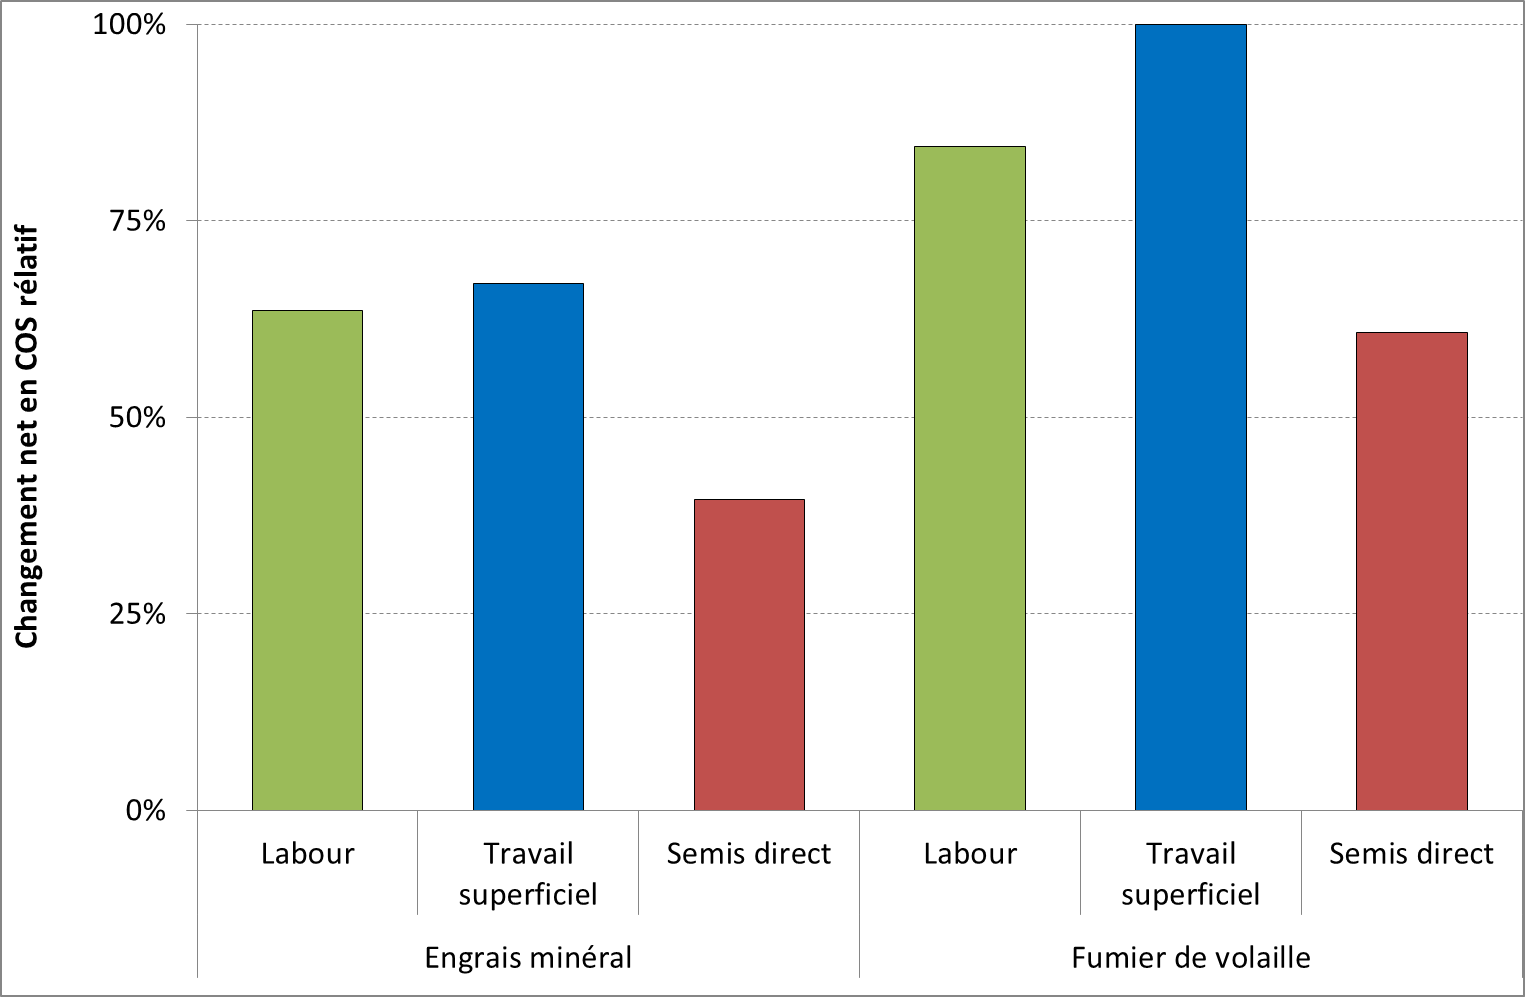 Changement net en COS rélatif
100%
75%
50%
25%
0%
Labour
Travail
superficiel
Semis direct
Labour
Travail
superficiel
Semis direct
Engrais minéral
Fumier de volaille